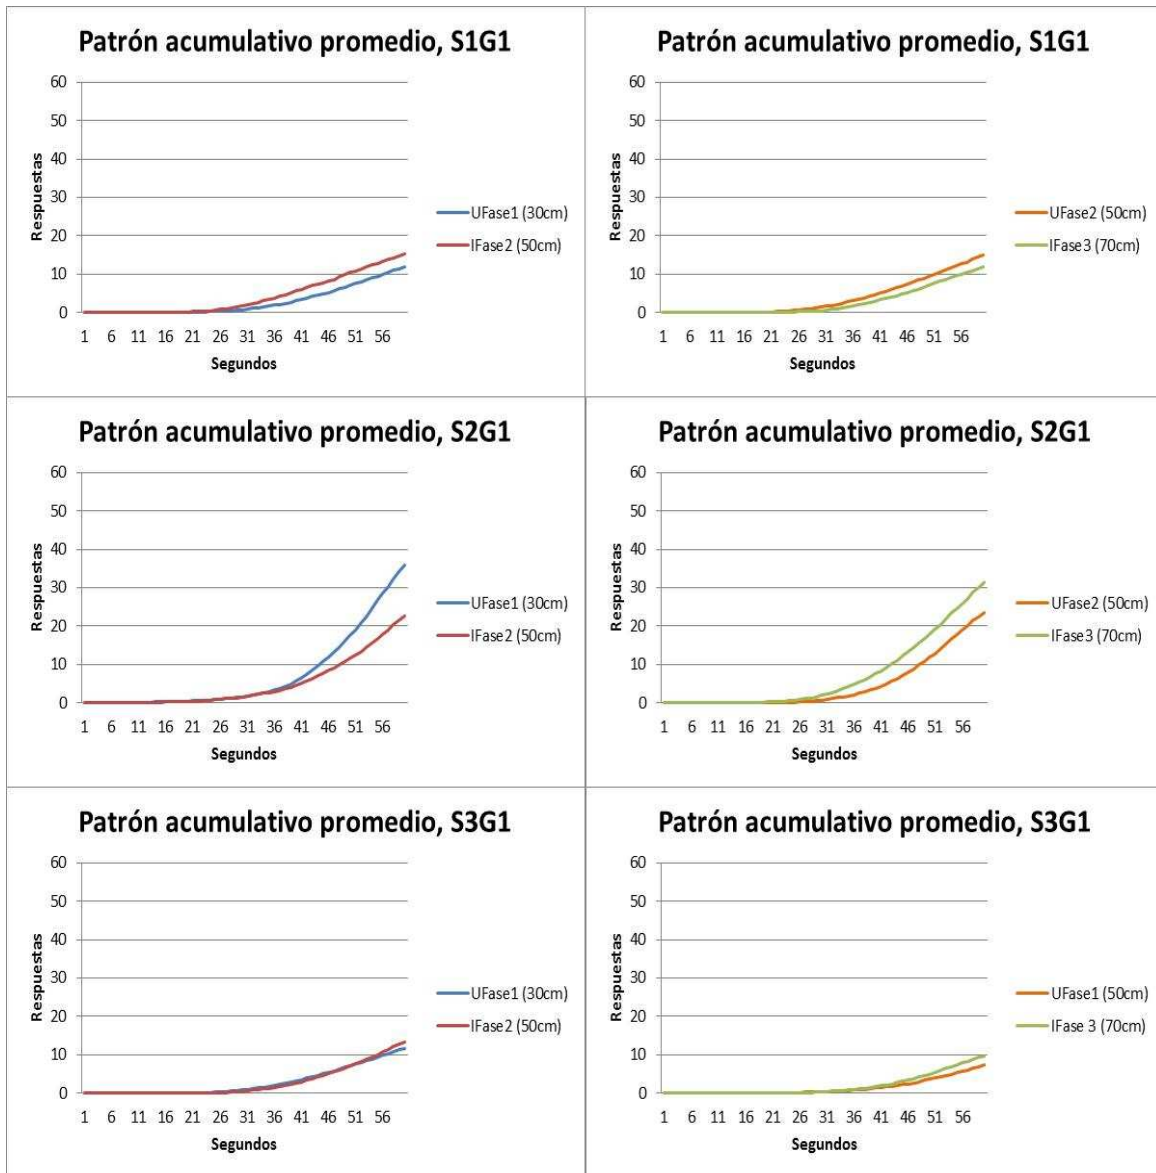 Patrón acumulativo promedio, S1G1
60
50
40
30
20
10
0
Respuestas
1 6 11 16 21 26 31 36 41 46 51 56
Segundos
UFase1 (30cm)
IFase2 (50cm)
Patrón acumulativo promedio, S1G1
60
50
40
30
20
10
0
Respuestas
1 6 11 16 21 26 31 36 41 46 51 56
Segundos
UFase2 (50cm)
IFase3 (70cm)
Patrón acumulativo promedio, S2G1
60
50
40
30
20
10
0
Respuestas
1 6 11 16 21 26 31 36 41 46 51 56
Segundos
UFase1 (30cm)
IFase2 (50cm)
Patrón acumulativo promedio, S2G1
60
50
40
30
20
10
0
Respuestas
1 6 11 16 21 26 31 36 41 46 51 56
Segundos
UFase2 (50cm)
IFase3 (70cm)
Patrón acumulativo promedio, S3G1
60
50
40
30
20
10
0
Respuestas
1 6 11 16 21 26 31 36 41 46 51 56
Segundos
UFase1 (30cm)
IFase2 (50cm)
Patrón acumulativo promedio, S3G1
60
50
40
30
20
10
0
Respuestas
1 6 11 16 21 26 31 36 41 46 51 56
Segundos
UFase1 (50cm)
IFase 3 (70cm)